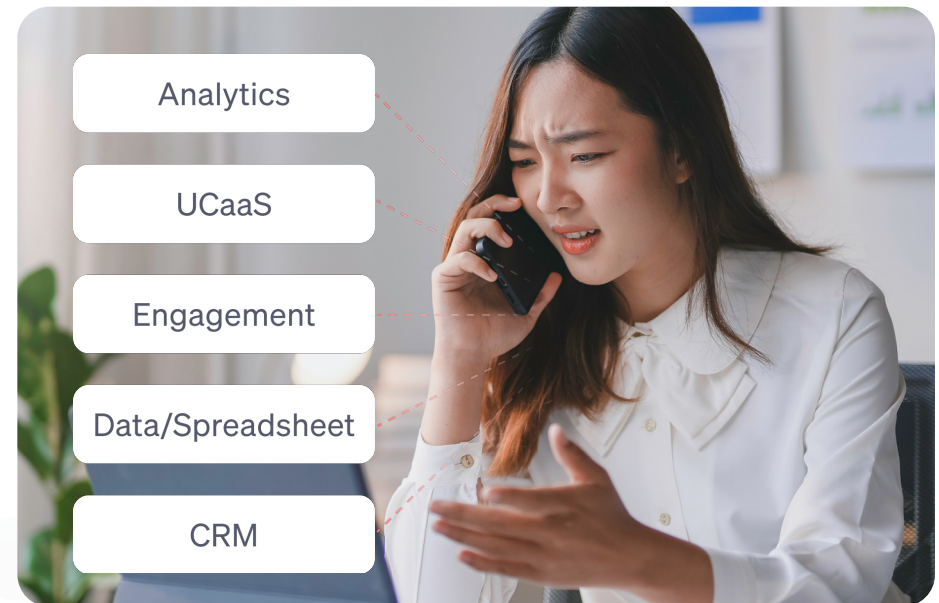 Analytics
UCaaS
Engagement
Data/Spreadsheet
CRM